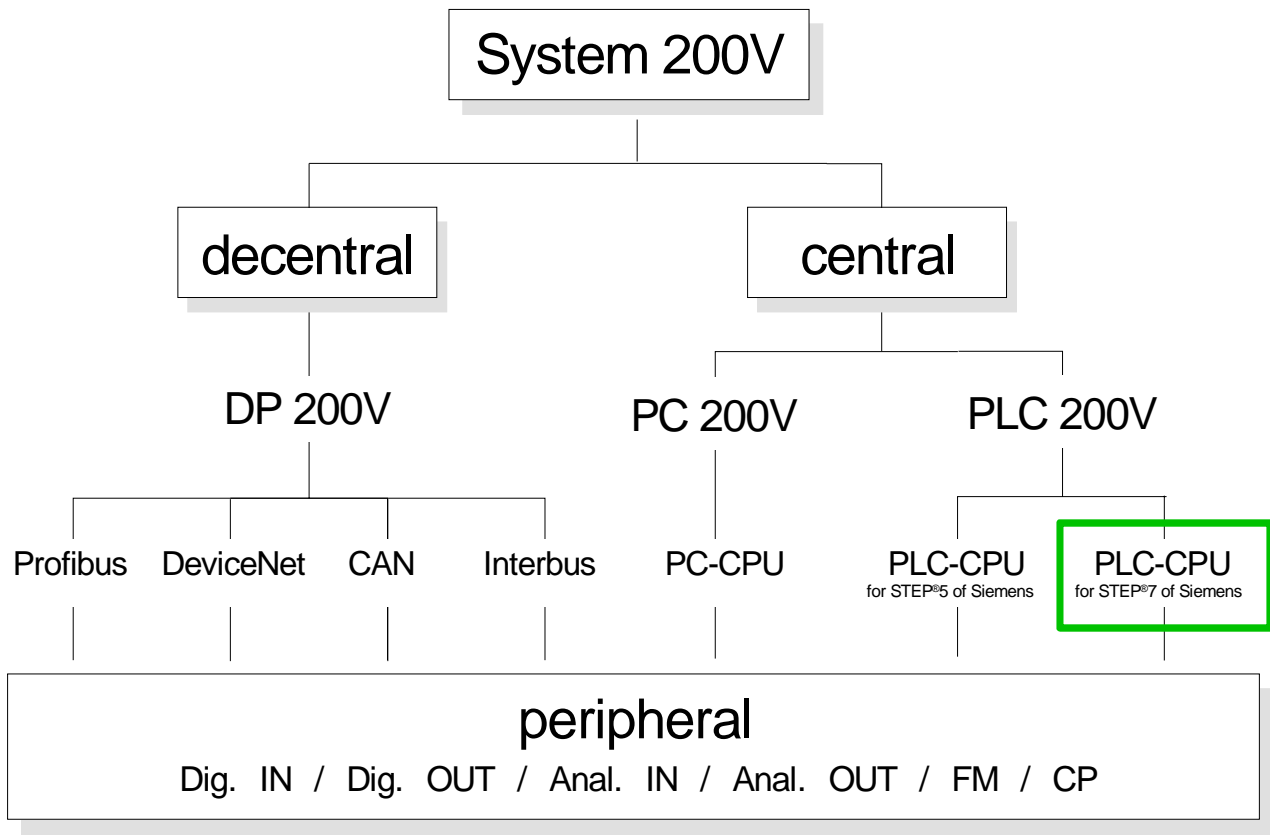 System 200V
decentral
central
DP 200V
PC 200V
PLC 200V
Profibus
DeviceNet
CAN
Interbus
PC-CPU
PLC-CPU
for STEP®5 of Siemens
PLC-CPU
for STEP®7 of Siemens
peripheral
Dig. IN / Dig. OUT / Anal. IN / Anal. OUT / FM / CP